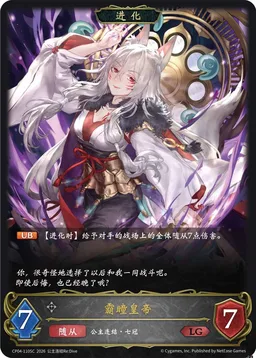 进化
UB 【进化时】给予对手的战场上的全体随从7点伤害。
你，很奇怪地选择了以后和我一同战斗呢。
即使后悔，也已经晚了哦？
霸瞳皇帝
7
随从
公主连结·七冠
LG
7
© Cygames, Inc. Published by NetEase Games